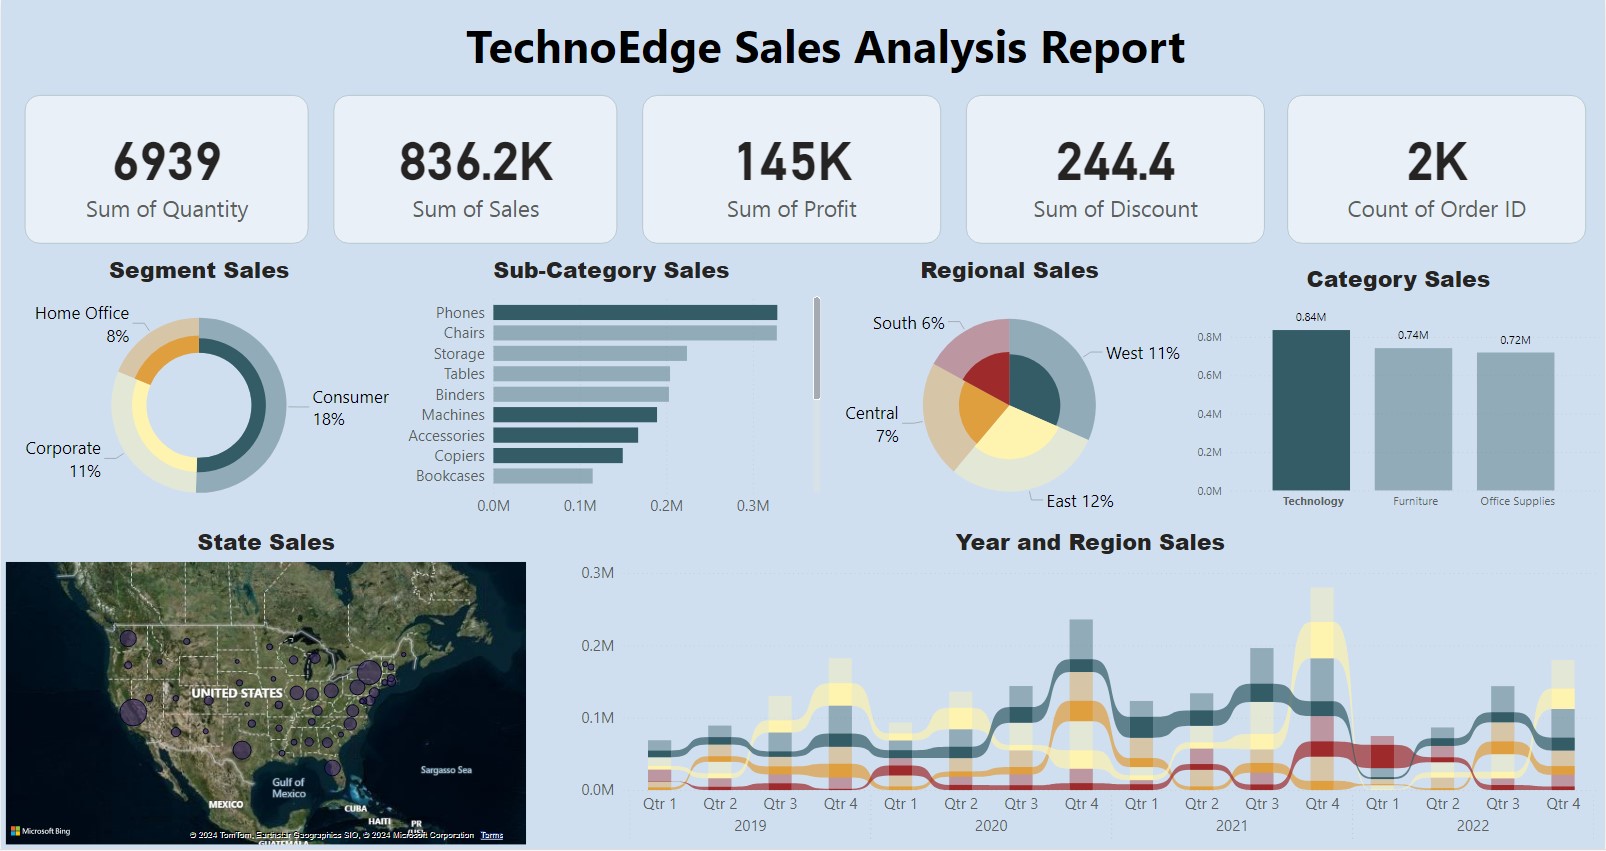 TechnoEdge Sales Analysis Report
6939
Sum of Quantity
836.2K
Sum of Sales
145K
Sum of Profit
244.4
Sum of Discount
2K
Count of Order ID
Segment Sales
Home Office
8%
Consumer
18%
Corporate
11%
Sub-Category Sales
Phones
Chairs
Storage
Tables
Binders
Machines
Accessories
Copiers
Bookcases
0.0M 0.1M 0.2M 0.3M
Regional Sales
South 6%
West 11%
Central
7%
East 12%
Category Sales
0.84M
0.74M
0.72M
0.8M
0.6M
0.4M
0.2M
0.0M
Technology Furniture Office Supplies
State Sales
UNITED STATES
Sargasso Sea
Gulf of
Mexico
MEXICO
CUBA
HAITI
PR
(US)
GUATEMALA
Microsoft Bing
© 2024 TomTom, Earthstar Geographics SIO, © 2024 Microsoft Corporation Terms
Year and Region Sales
0.3M
0.2M
0.1M
0.0M
Qtr 1 Qtr 2 Qtr 3 Qtr 4 Qtr 1 Qtr 2 Qtr 3 Qtr 4 Qtr 1 Qtr 2 Qtr 3 Qtr 4 Qtr 1 Qtr 2 Qtr 3 Qtr 4
2019 2020 2021 2022